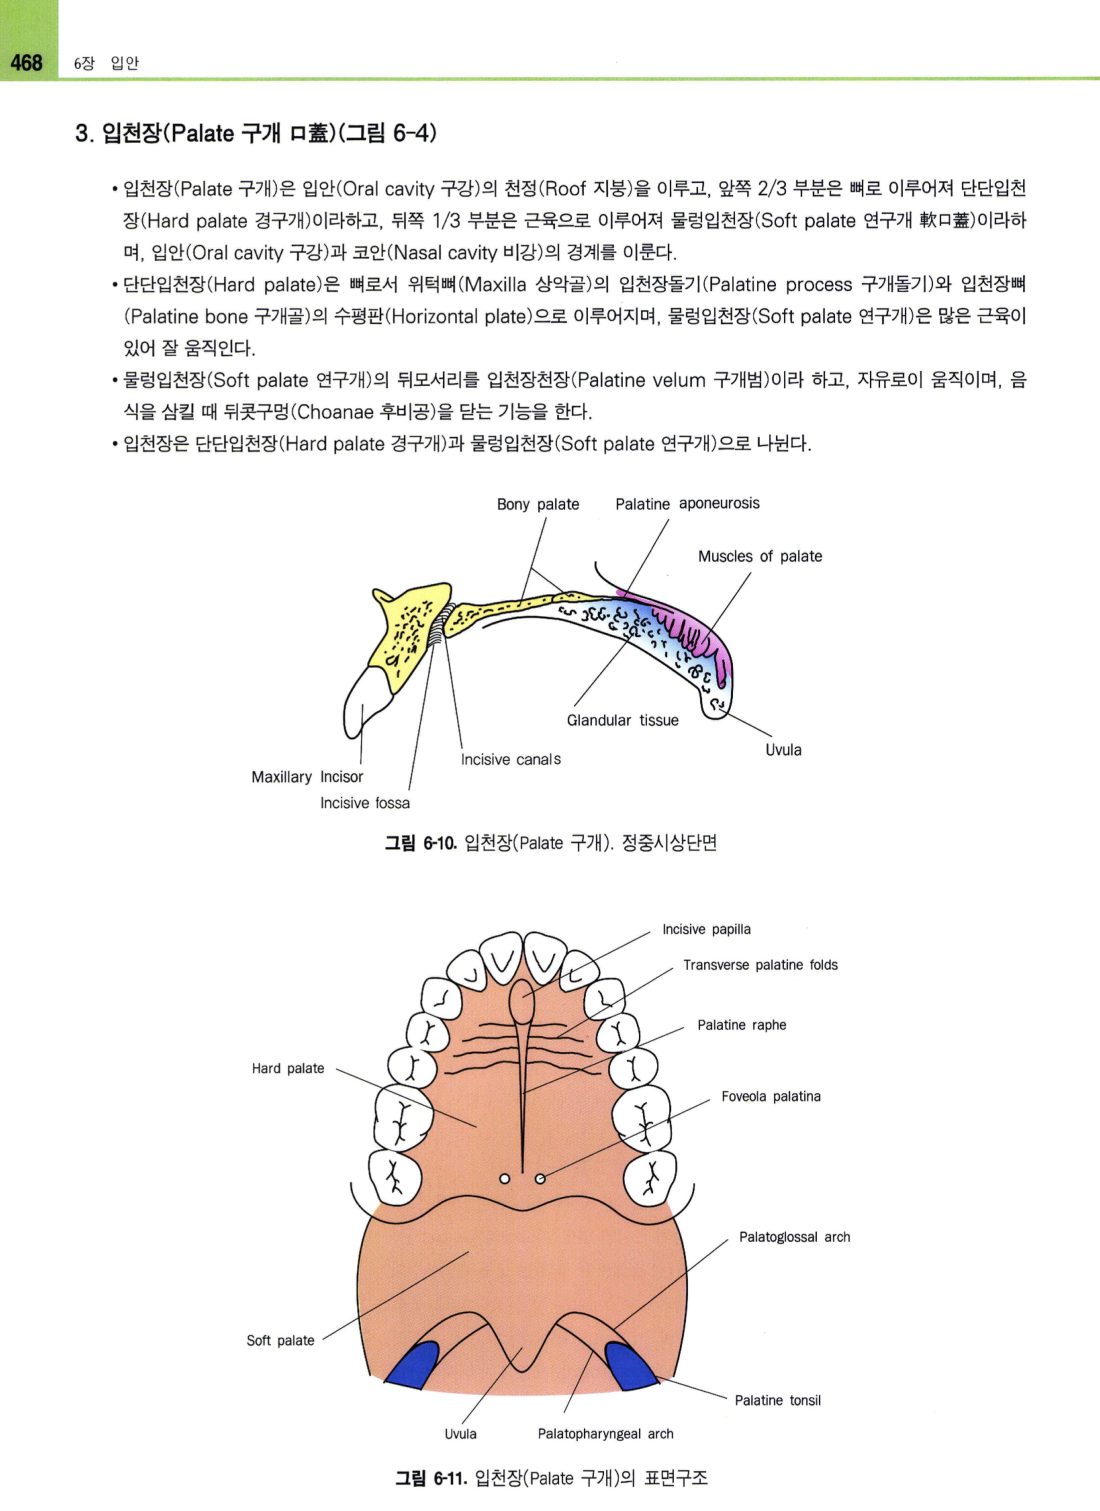 468
6장 입안
3. 입천장(Palate 구개 口蓋)(그림 6-4)
• 입천장(Palate 구개)은 입안(Oral cavity 구강)의 천정(Roof 지붕)을 이루고, 앞쪽 2/3 부분은 뼈로 이루어져 단단입천
장(Hard palate 경구개)이라하고, 뒤쪽 1/3 부분은 근육으로 이루어져 물렁입천장(Soft palate 연구개 軟口蓋)이라하
며, 입안(Oral cavity 구강)과 코안(Nasal cavity 비강)의 경계를 이룬다.
• 단단입천장(Hard palate)은 뼈로서 위턱뼈(Maxilla 상악골)의 입천장돌기(Palatine process 구개돌기)와 입천장뼈
(Palatine bone 구개골)의 수평판(Horizontal plate)으로 이루어지며, 물렁입천장(Soft palate 연구개)은 많은 근육이
있어 잘 움직인다.
• 물렁입천장(Soft palate 연구개)의 뒤모서리를 입천장천장(Palatine velum 구개범)이라 하고, 자유로이 움직이며, 음
식을 삼킬 때 뒤콧구멍(Choanae 후비공)을 닫는 기능을 한다.
• 입천장은 단단입천장(Hard palate 경구개)과 물렁입천장(Soft palate 연구개)으로 나뉜다.
Bony palate
Palatine aponeurosis
Muscles of palate
Glandular tissue
Uvula
Incisive canals
Maxillary Incisor
Incisive fossa
그림 6-10. 입천장(Palate 구개). 정중시상단면
Incisive papilla
Transverse palatine folds
Palatine raphe
Hard palate
Foveola palatina
Palatoglossal arch
Soft palate
Palatine tonsil
Uvula
Palatopharyngeal arch
그림 6-11. 입천장(Palate 구개)의 표면구조